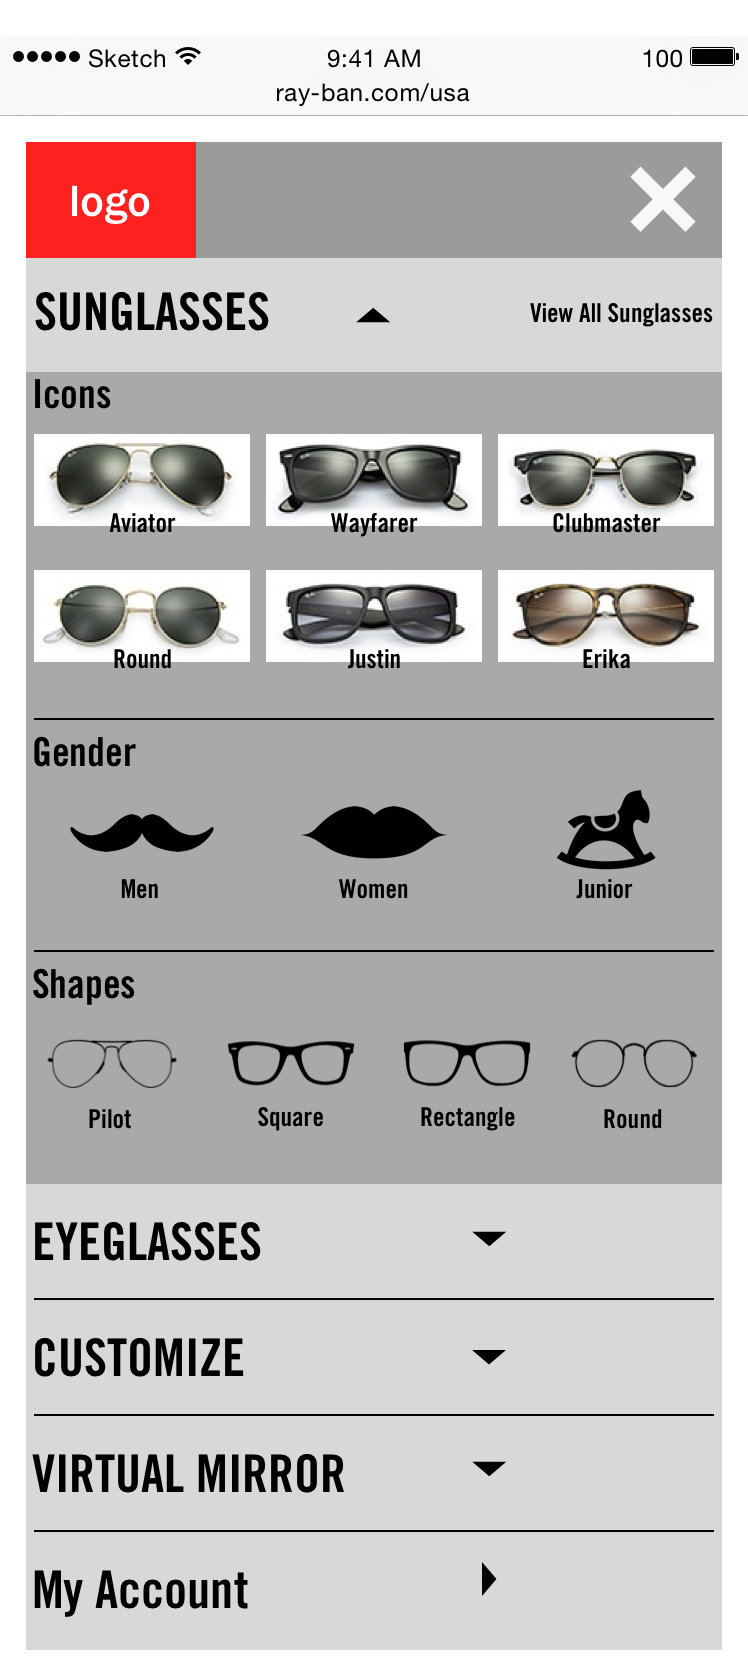 Sketch 9:41 AM 100
ray-ban.com/usa
logo
SUNGLASSES View All Sunglasses
Icons
Aviator Wayfarer Clubmaster
Round Justin Erika
Gender
Men Women Junior
Shapes
Pilot Square Rectangle Round
EYEGLASSES
CUSTOMIZE
VIRTUAL MIRROR
My Account